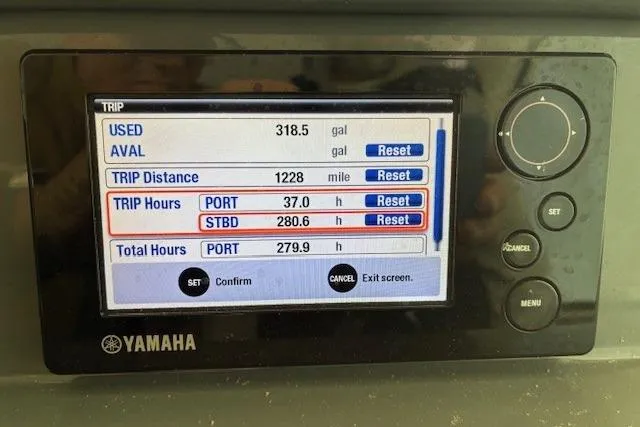 TRIP
USED 318.5 gal
AVAL gal Reset
TRIP Distance 1228 mile Reset
TRIP Hours PORT 37.0 h Reset
STBD 280.6 h Reset
Total Hours PORT 279.9 h
SET Confirm CANCEL Exit screen.
SET
CANCEL
MENU
YAMAHA